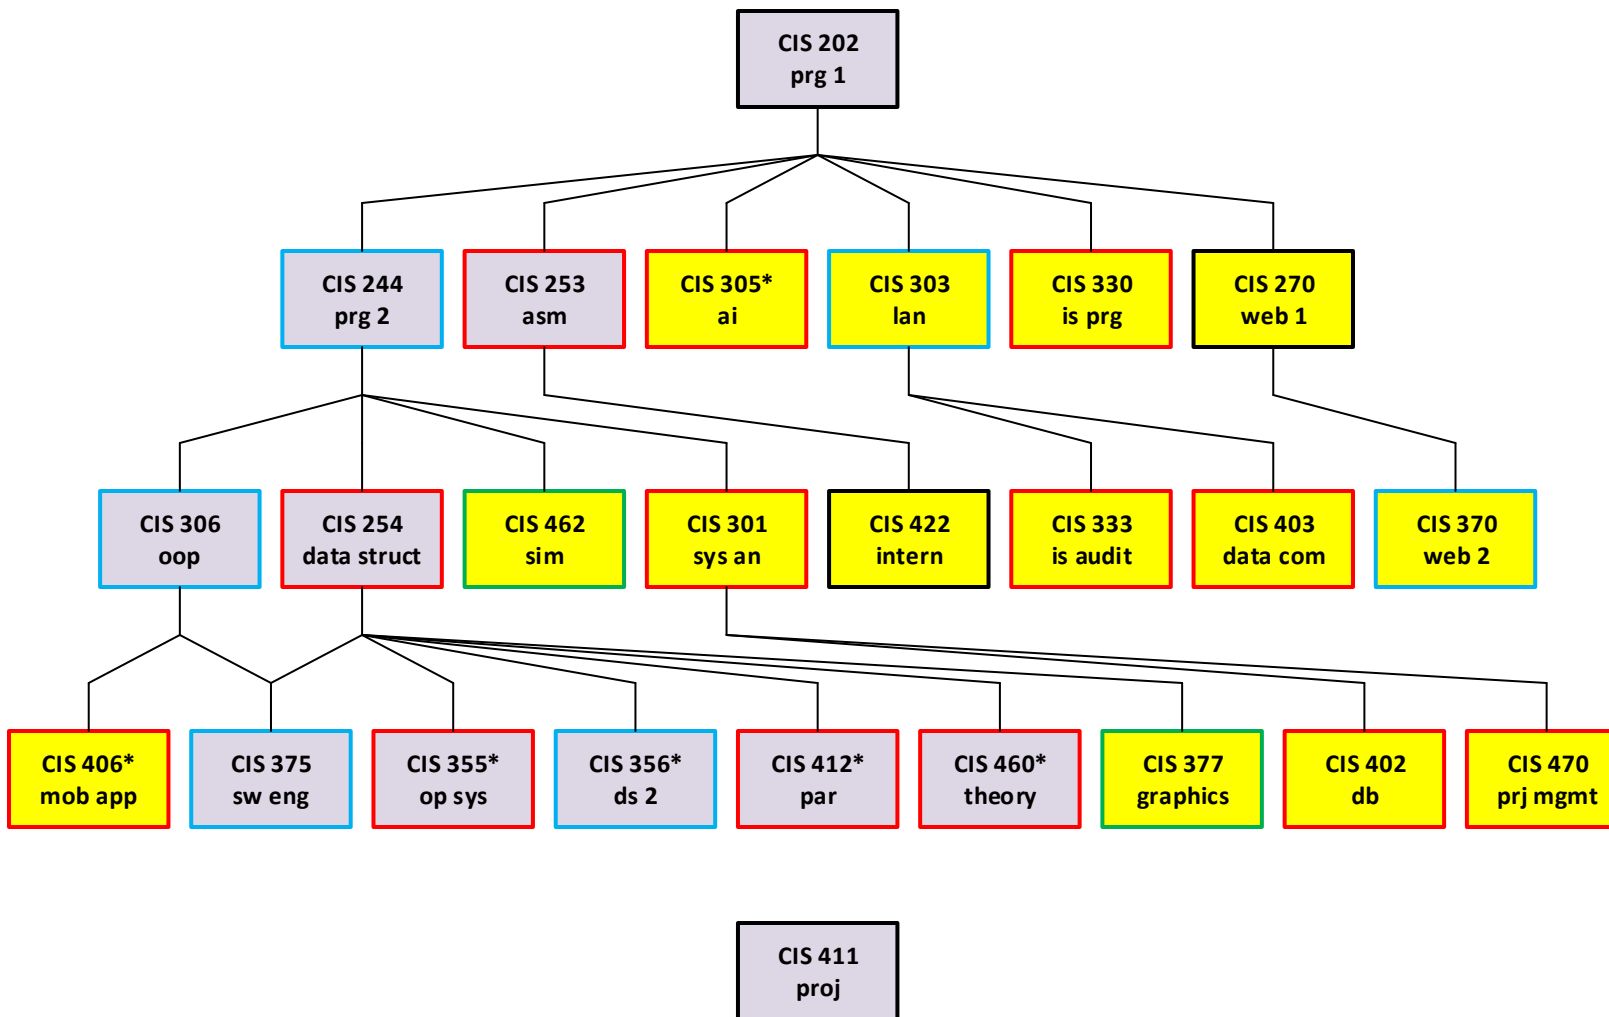 CIS 202
prg 1
CIS 244
prg 2
CIS 253
asm
CIS 305*
ai
CIS 303
lan
CIS 330
is prg
CIS 270
web 1
CIS 306
oop
CIS 254
data struct
CIS 462
sim
CIS 301
sys an
CIS 422
intern
CIS 333
is audit
CIS 403
data com
CIS 370
web 2
CIS 406*
mob app
CIS 375
sw eng
CIS 355*
op sys
CIS 356*
ds 2
CIS 412*
par
CIS 460*
theory
CIS 377
graphics
CIS 402
db
CIS 470
prj mgmt
CIS 411
proj